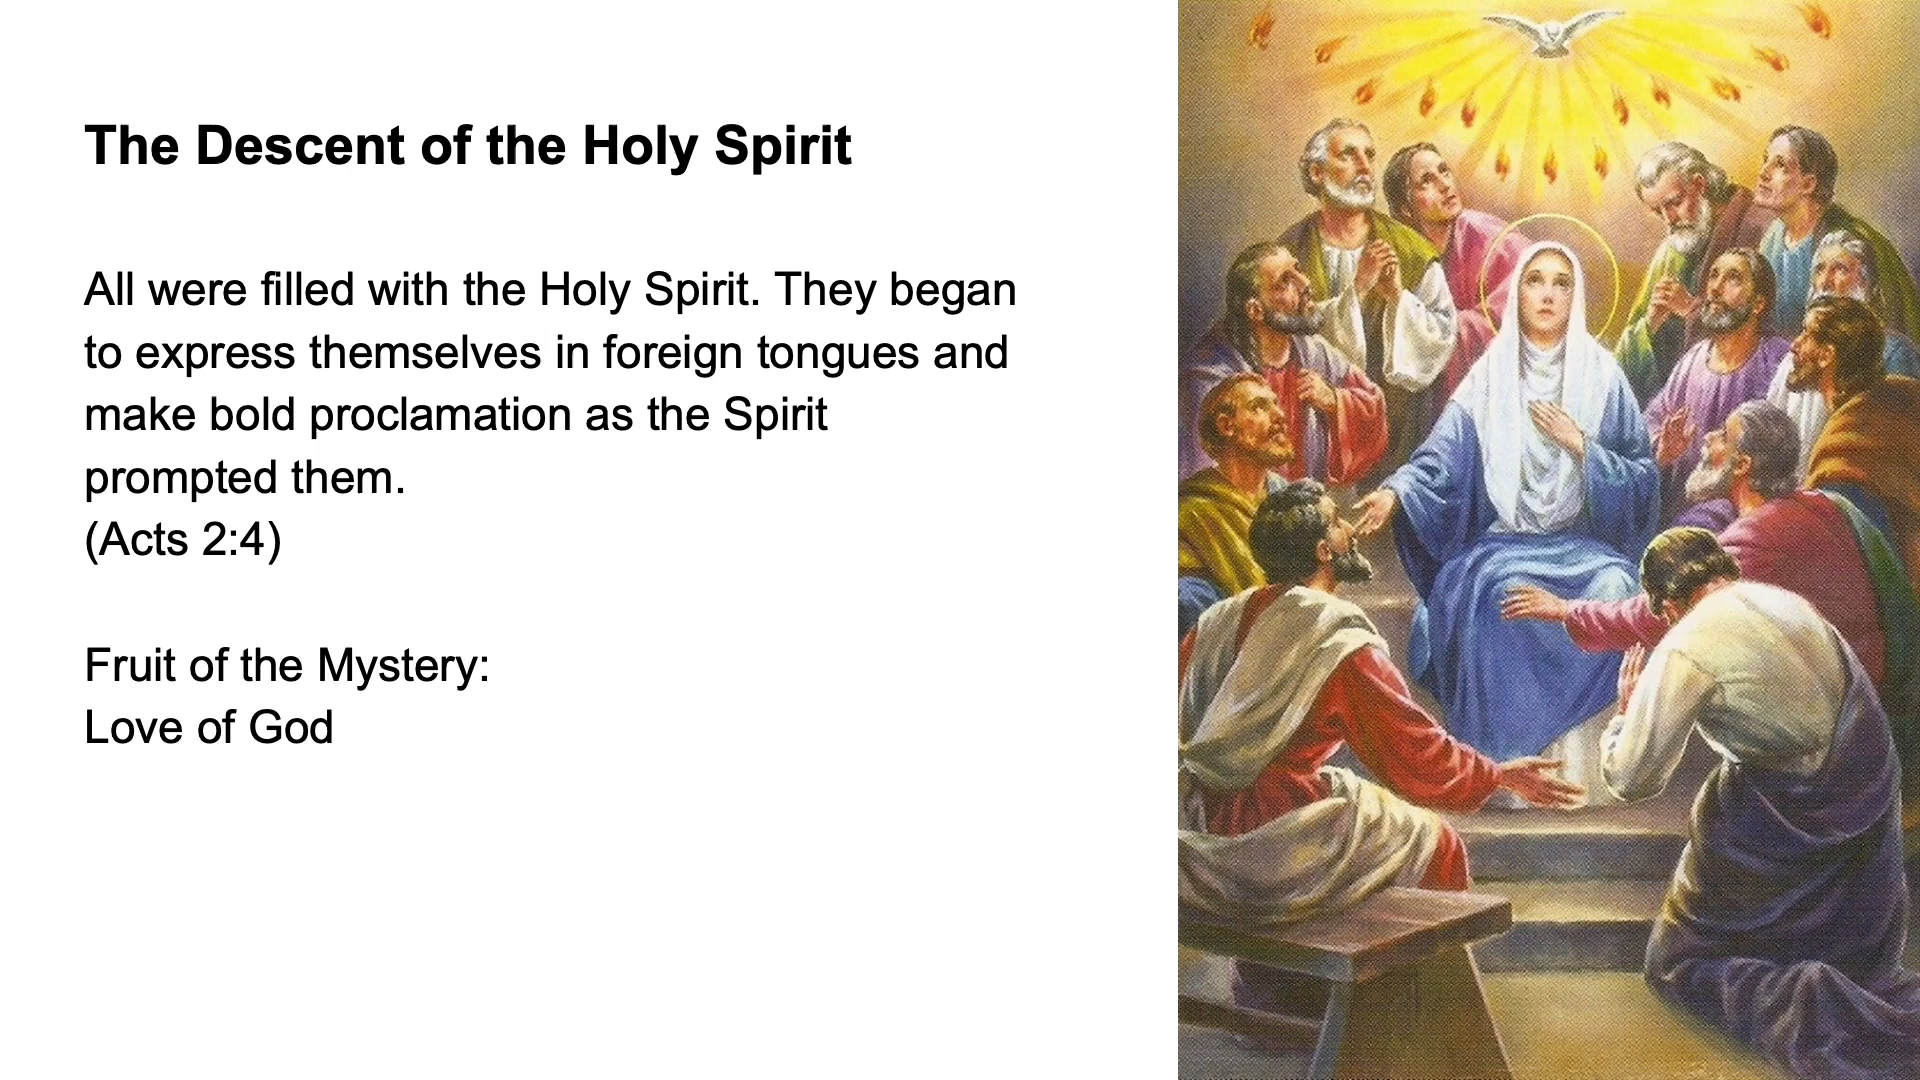 The Descent of the Holy Spirit
All were filled with the Holy Spirit. They began
to express themselves in foreign tongues and
make bold proclamation as the Spirit
prompted them.
(Acts 2:4)
Fruit of the Mystery:
Love of God